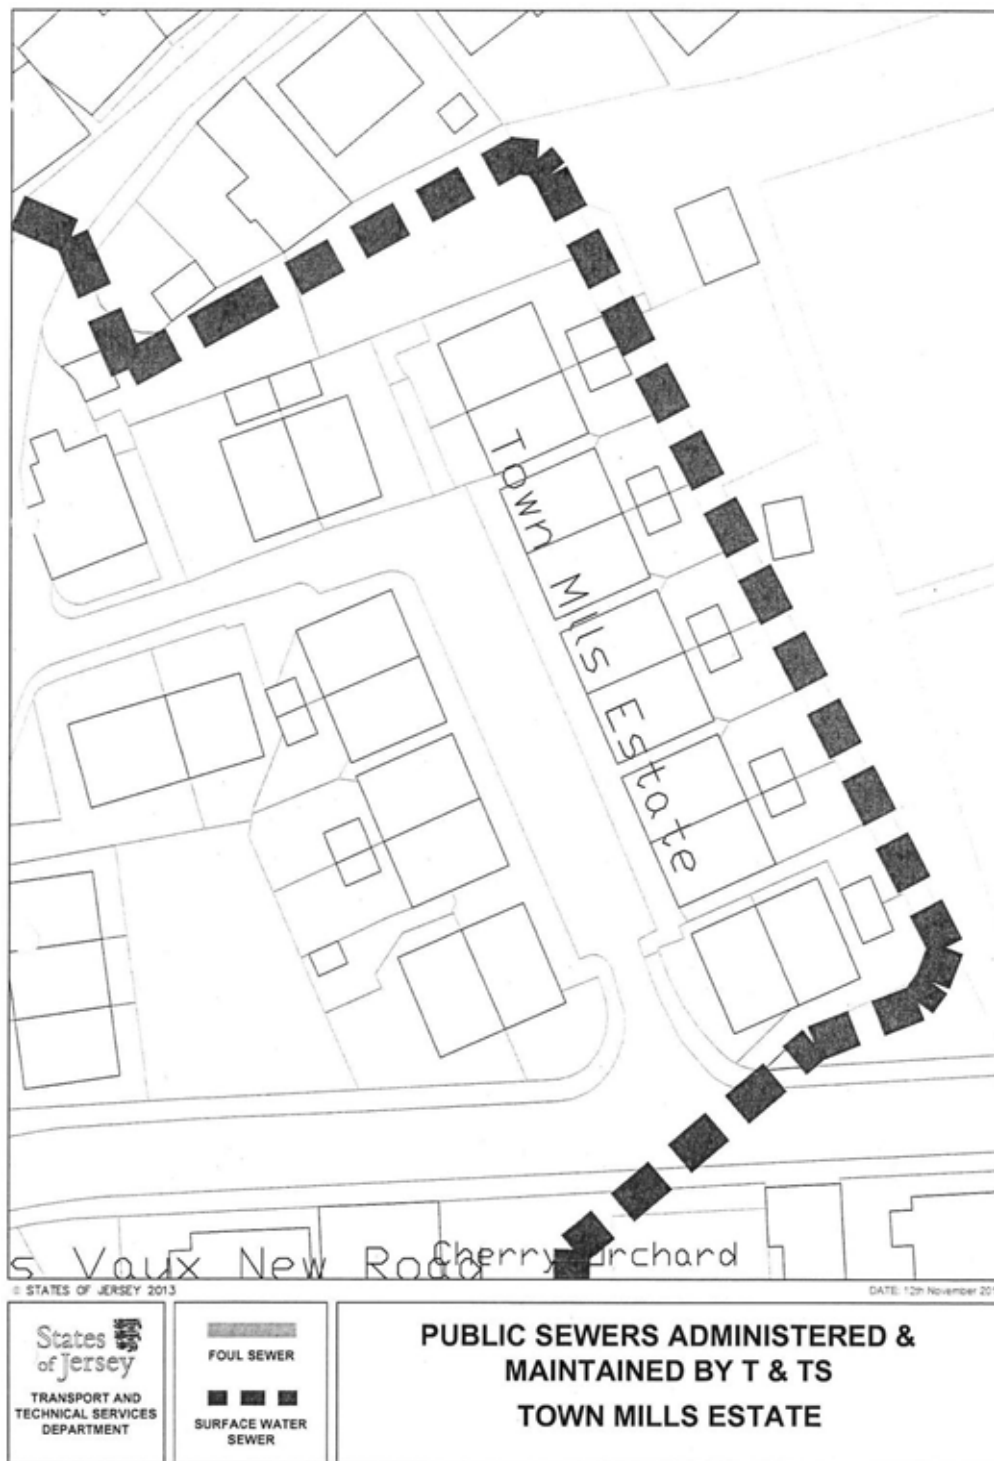 Town Mills Estate
s Vaux New Road
Cherry Orchard
© STATES OF JERSEY 2013
DATE: 12th November 201
States
of Jersey
TRANSPORT AND
TECHNICAL SERVICES
DEPARTMENT
FOUL SEWER
SURFACE WATER
SEWER
PUBLIC SEWERS ADMINISTERED &
MAINTAINED BY T & TS
TOWN MILLS ESTATE